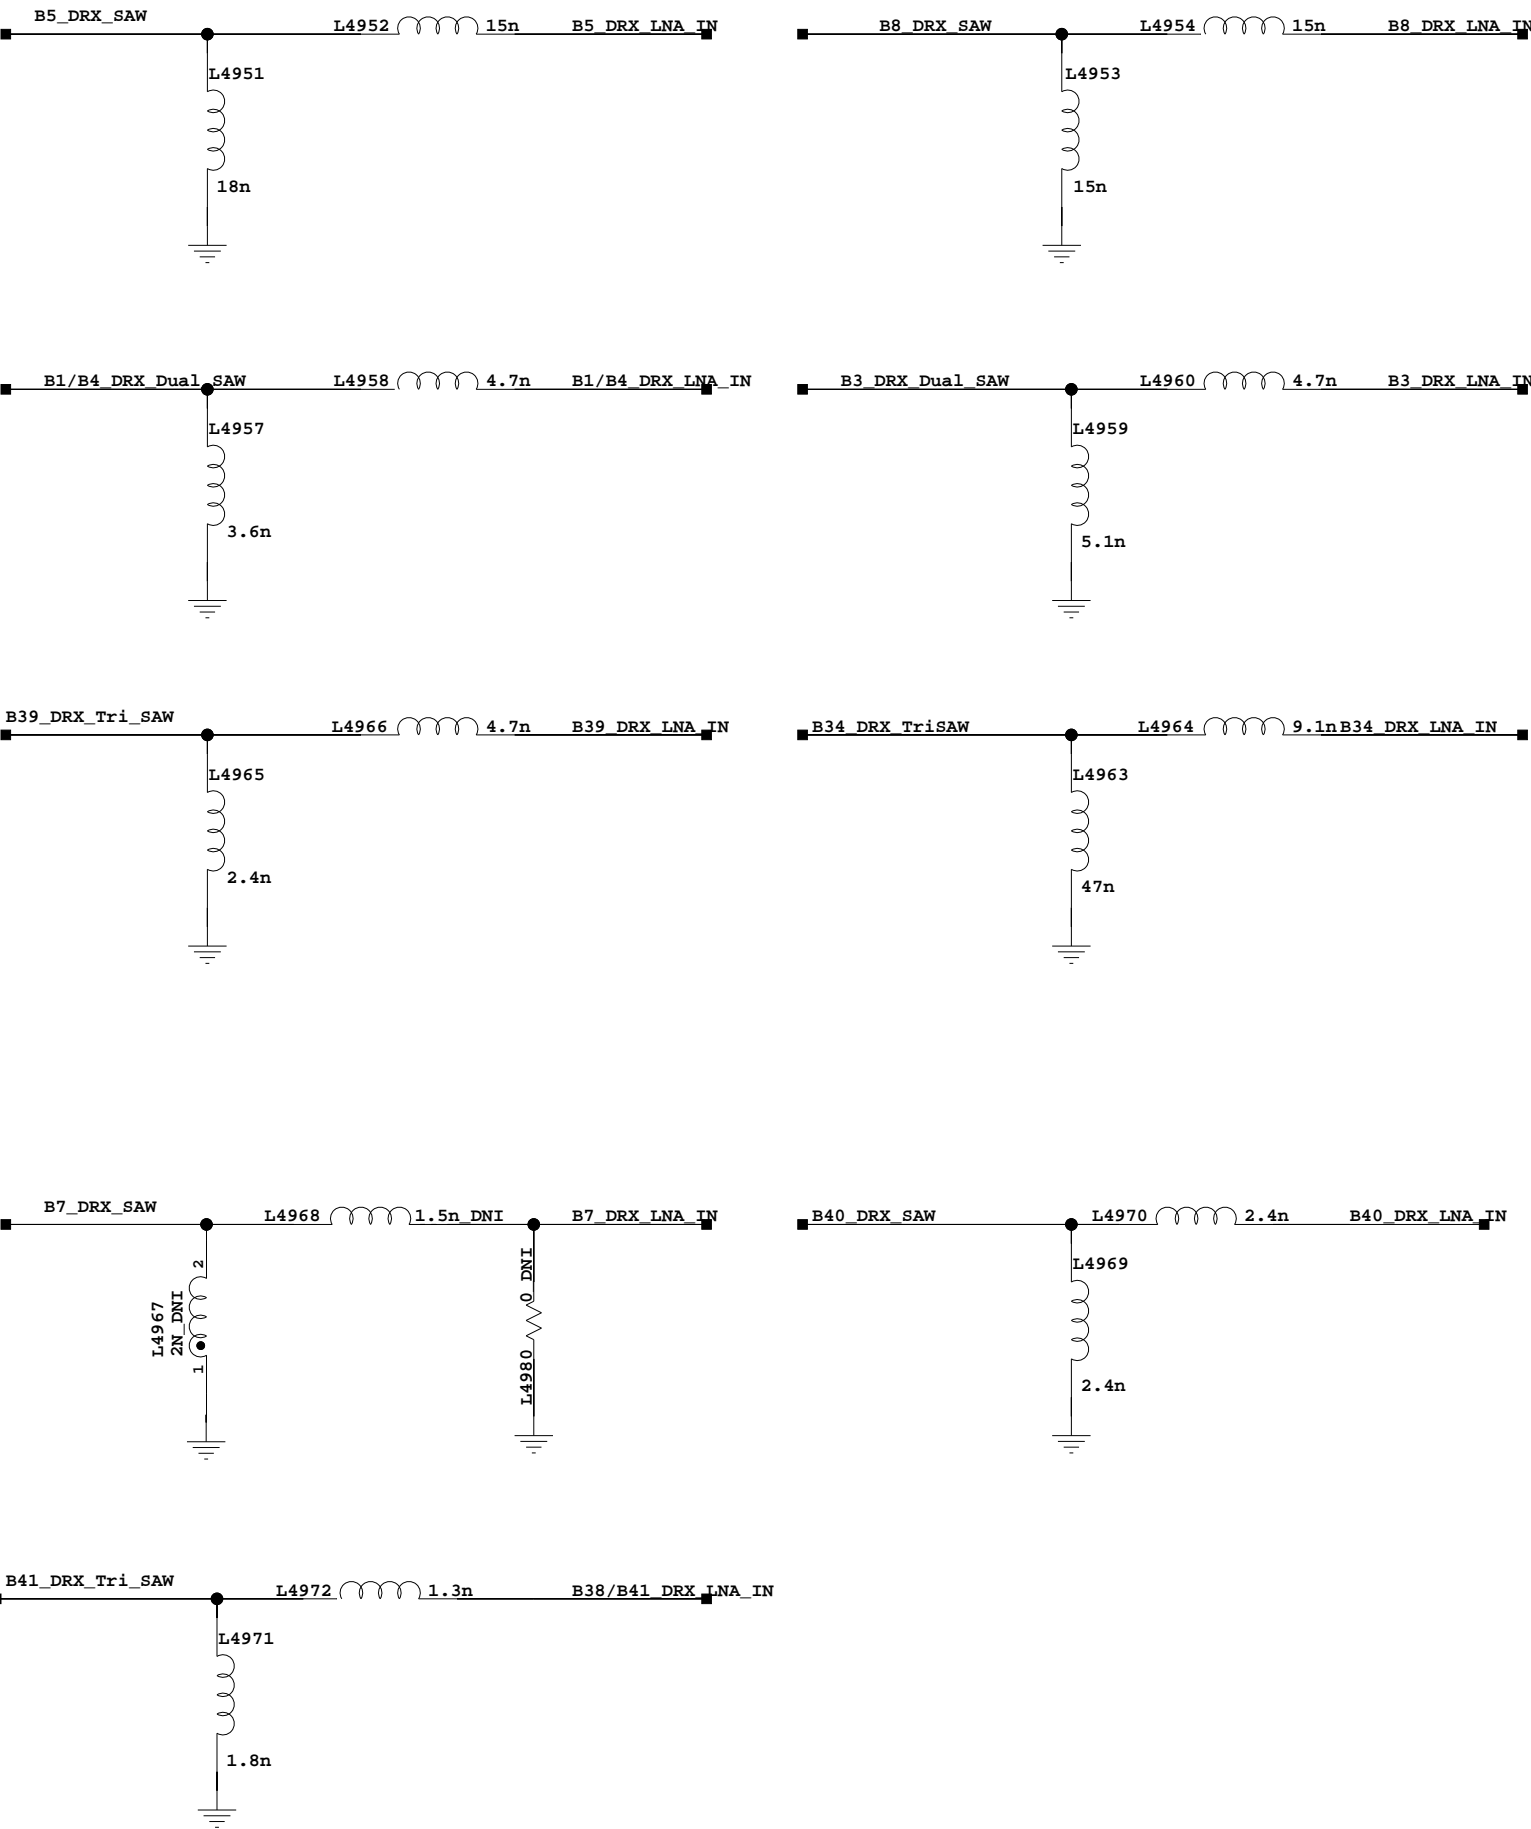 B5_DRX_SAW
L4952 15n B5_DRX_LNA_IN
L4951
18n
B8_DRX_SAW L4954 15n B8_DRX_LNA_IN
L4953
15n
B1/B4_DRX_Dual_SAW L4958 4.7n B1/B4_DRX_LNA_IN
L4957
3.6n
B3_DRX_Dual_SAW L4960 4.7n B3_DRX_LNA_IN
L4959
5.1n
B39_DRX_Tri_SAW
L4966 4.7n B39_DRX_LNA_IN
L4965
2.4n
B34_DRX_TriSAW L4964 9.1n B34_DRX_LNA_IN
L4963
47n
B7_DRX_SAW
L4968 1.5n_DNI B7_DRX_LNA_IN
2
L4967
2N_DNI
1
0_DNI
L4980
B40_DRX_SAW L4970 2.4n B40_DRX_LNA_IN
L4969
2.4n
B41_DRX_Tri_SAW
L4972 1.3n B38/B41_DRX_LNA_IN
L4971
1.8n